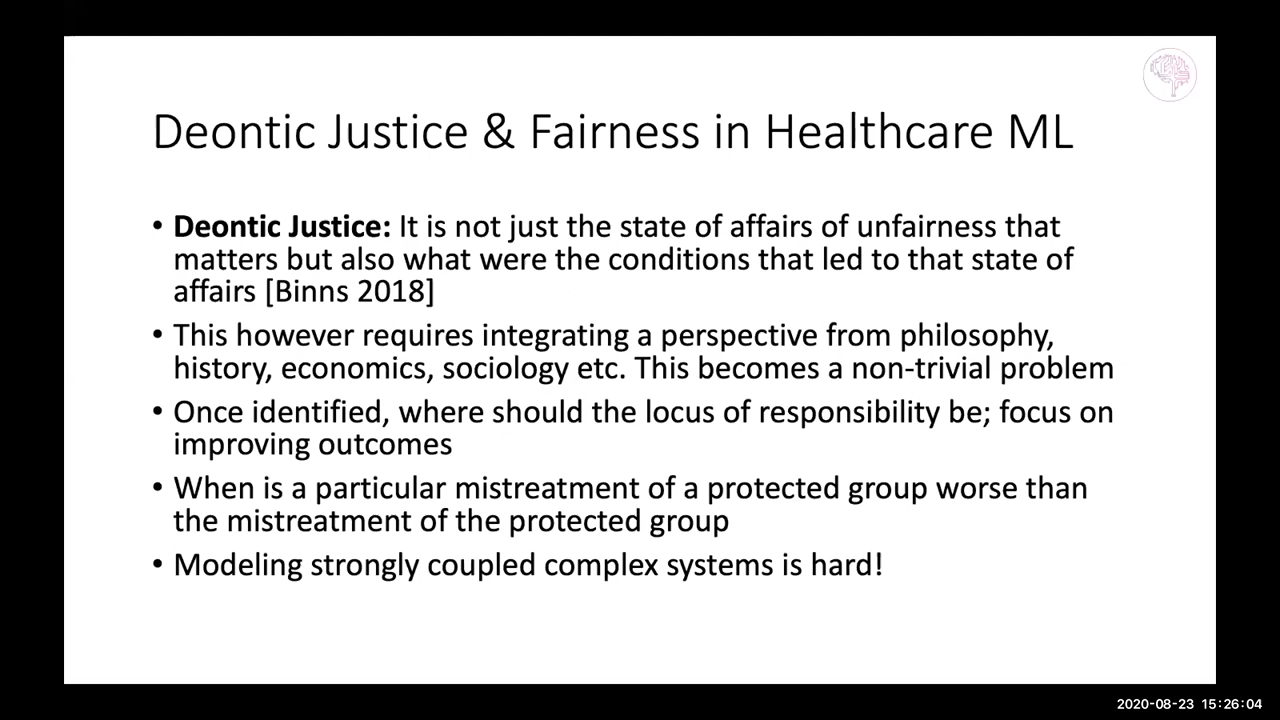 Deontic Justice & Fairness in Healthcare ML
• Deontic Justice: It is not just the state of affairs of unfairness that
matters but also what were the conditions that led to that state of
affairs [Binns 2018]
• This however requires integrating a perspective from philosophy,
history, economics, sociology etc. This becomes a non-trivial problem
• Once identified, where should the locus of responsibility be; focus on
improving outcomes
• When is a particular mistreatment of a protected group worse than
the mistreatment of the protected group
• Modeling strongly coupled complex systems is hard!
2020-08-23 15:26:04